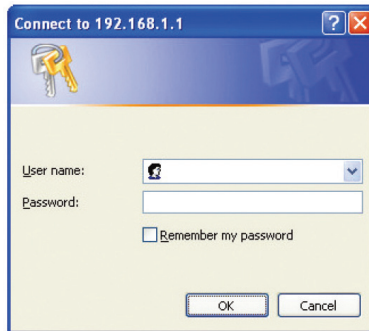 Connect to 192.168.1.1
User name:
Password:
Remember my password
OK
Cancel